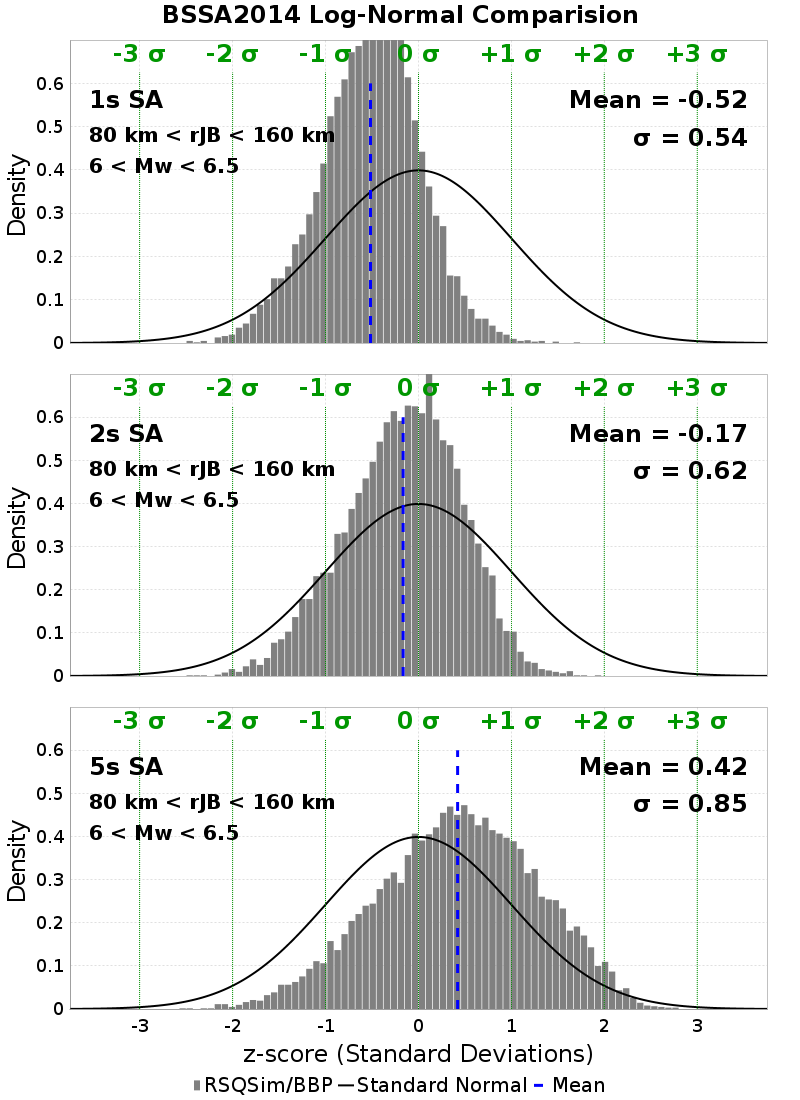 BSSA2014 Log-Normal Comparision
-3 σ -2 σ -1 σ 0 σ +1 σ +2 σ +3 σ
1s SA
Mean = -0.52
80 km < rJB < 160 km
σ = 0.54
6 < Mw < 6.5
Density
0.6
0.5
0.4
0.3
0.2
0.1
0
-3 σ -2 σ -1 σ 0 σ +1 σ +2 σ +3 σ
2s SA
Mean = -0.17
80 km < rJB < 160 km
σ = 0.62
6 < Mw < 6.5
Density
0.6
0.5
0.4
0.3
0.2
0.1
0
-3 σ -2 σ -1 σ 0 σ +1 σ +2 σ +3 σ
5s SA
Mean = 0.42
80 km < rJB < 160 km
σ = 0.85
6 < Mw < 6.5
Density
0.6
0.5
0.4
0.3
0.2
0.1
0
-3 -2 -1 0 1 2 3
z-score (Standard Deviations)
RSQSim/BBP Standard Normal Mean